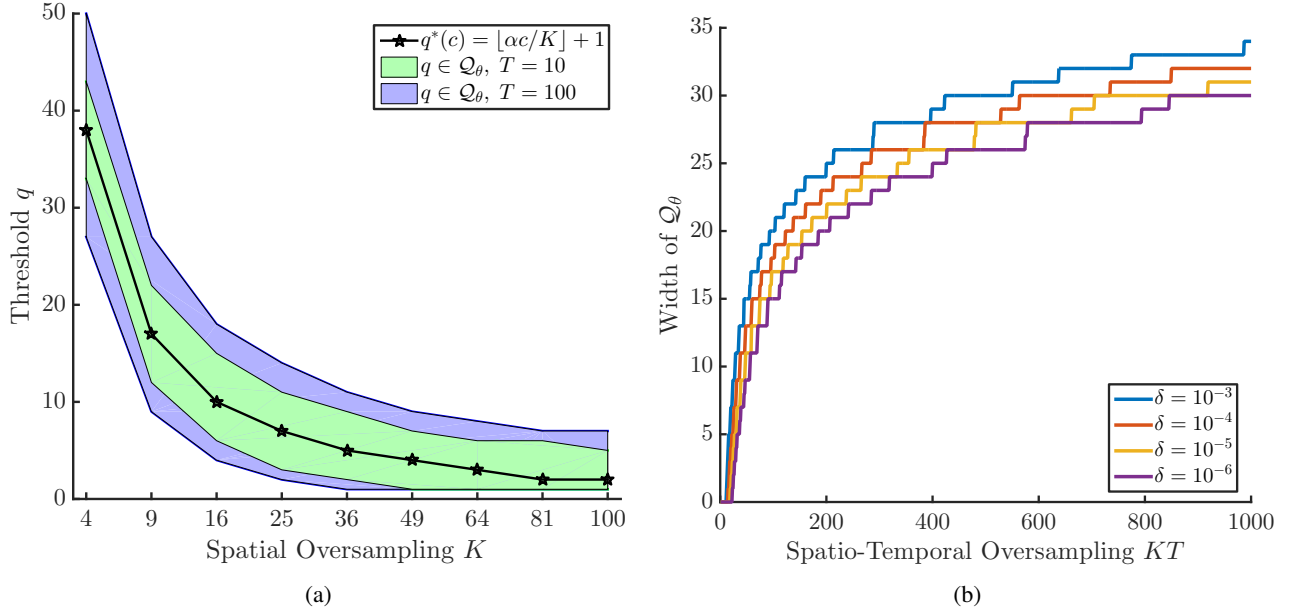 50
40
30
20
10
0
Threshold q
q*(c) = ⌊αc/K⌋ + 1
q ∈ 𝒬_θ, T = 10
q ∈ 𝒬_θ, T = 100
4 9 16 25 36 49 64 81 100
Spatial Oversampling K
(a)
35
30
25
20
15
10
5
0
Width of 𝒬_θ
δ = 10⁻³
δ = 10⁻⁴
δ = 10⁻⁵
δ = 10⁻⁶
0 200 400 600 800 1000
Spatio-Temporal Oversampling KT
(b)